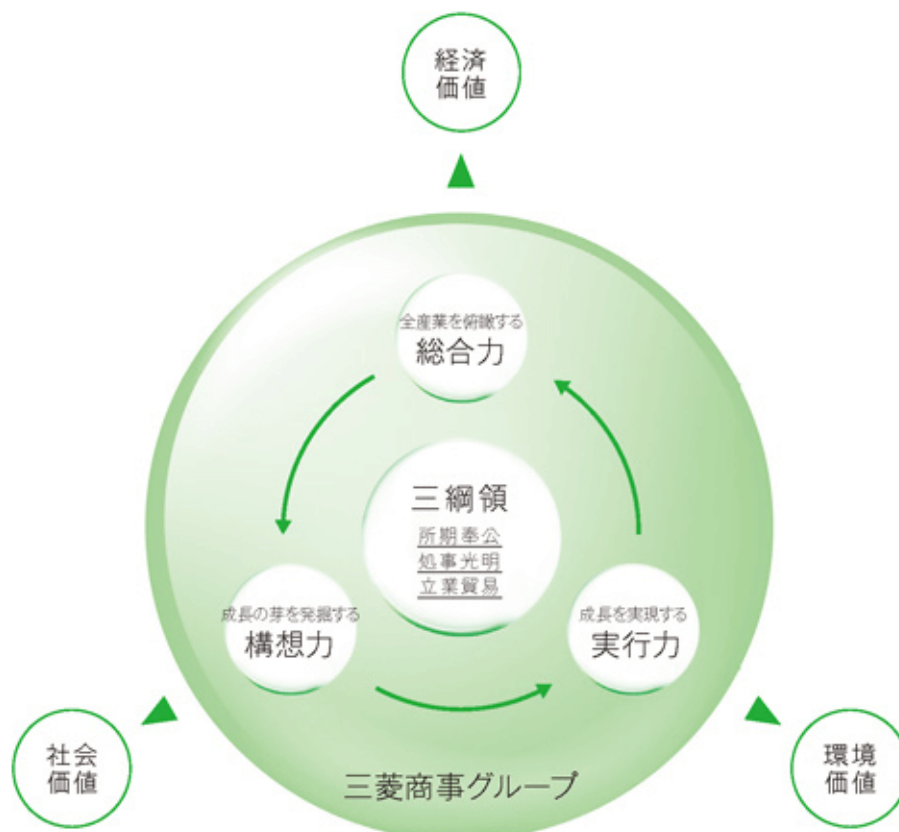 経済
価値
全産業を俯瞰する
総合力
三綱領
所期奉公
処事光明
立業貿易
成長の芽を発掘する
構想力
成長を実現する
実行力
社会
価値
環境
価値
三菱商事グループ